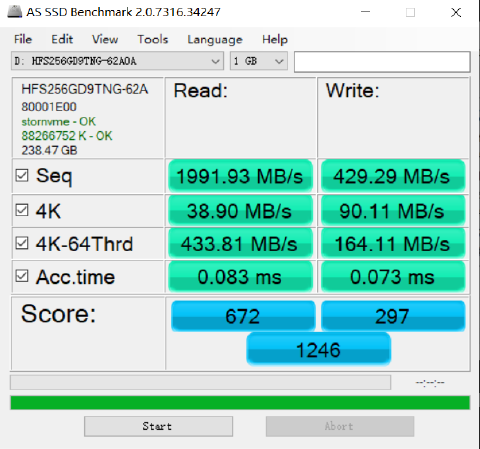 AS SSD Benchmark 2.0.7316.34247
File Edit View Tools Language Help
D: HFS256GD9TNG-62A0A 1 GB
HFS256GD9TNG-62A
80001E00
stornvme - OK
88266752 K - OK
238.47 GB
Read: Write:
Seq 1991.93 MB/s 429.29 MB/s
4K 38.90 MB/s 90.11 MB/s
4K-64Thrd 433.81 MB/s 164.11 MB/s
Acc.time 0.083 ms 0.073 ms
Score: 672 297
1246
--:--:--
Start Abort